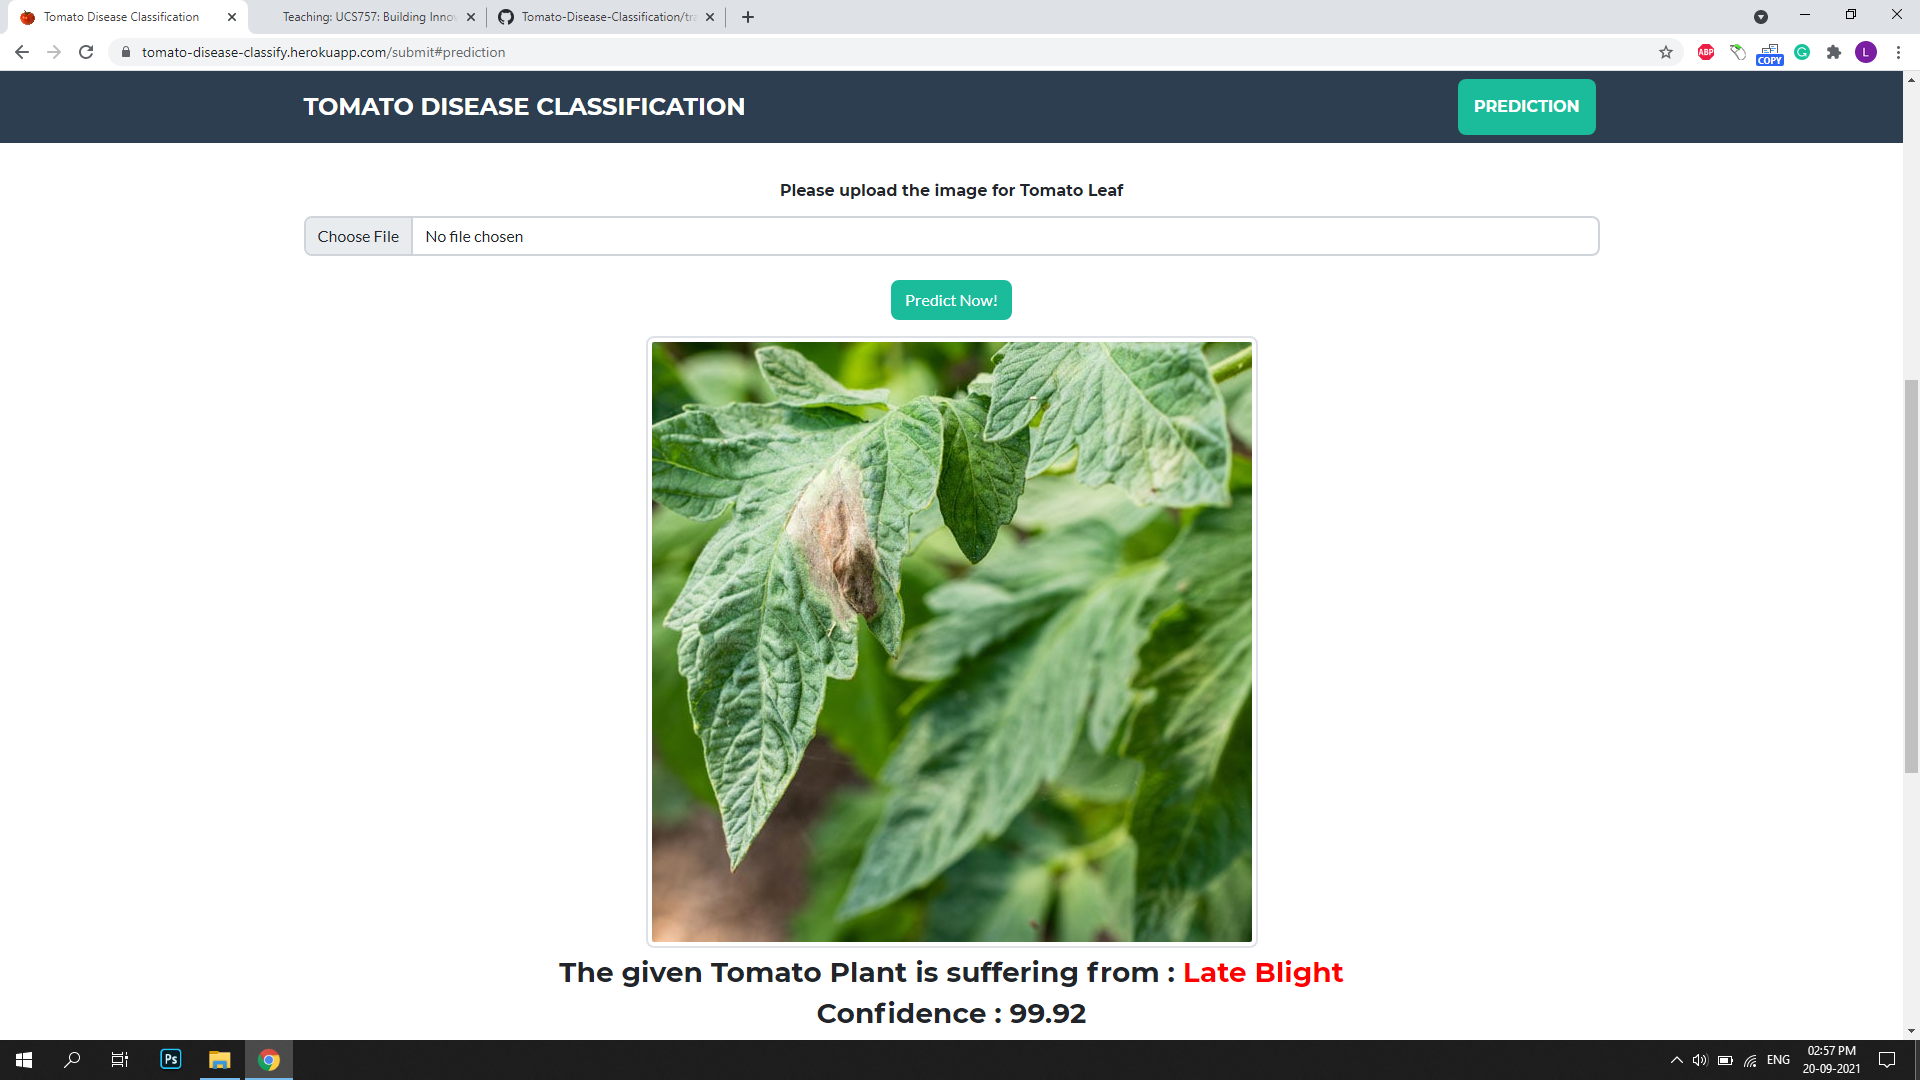 Tomato Disease Classification
Teaching: UCS757: Building Inno
Tomato-Disease-Classification/tr
tomato-disease-classify.herokuapp.com/submit#prediction
ABP
COPY
L
TOMATO DISEASE CLASSIFICATION
PREDICTION
Please upload the image for Tomato Leaf
Choose File
No file chosen
Predict Now!
The given Tomato Plant is suffering from : Late Blight
Confidence : 99.92
Ps
ENG
02:57 PM
20-09-2021